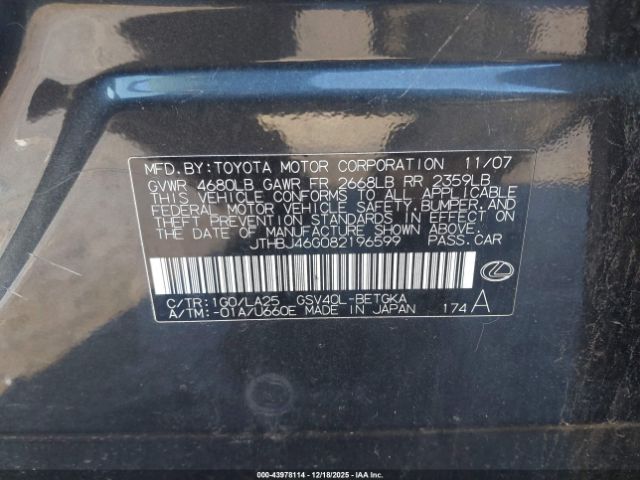 MFD. BY: TOYOTA MOTOR CORPORATION 11/07
GVWR 4680LB GAWR FR 2668LB RR 2359LB
THIS VEHICLE CONFORMS TO ALL APPLICABLE
FEDERAL MOTOR VEHICLE SAFETY, BUMPER, AND
THEFT PREVENTION STANDARDS IN EFFECT ON
THE DATE OF MANUFACTURE SHOWN ABOVE.
JTHBJ46G082196599 PASS. CAR
C/TR: 1G0/LA25 GSV40L-BETGKA
A/TM: -01A/U660E MADE IN JAPAN 174 A
000-43978114 - 12/18/2025 - IAAI.COM